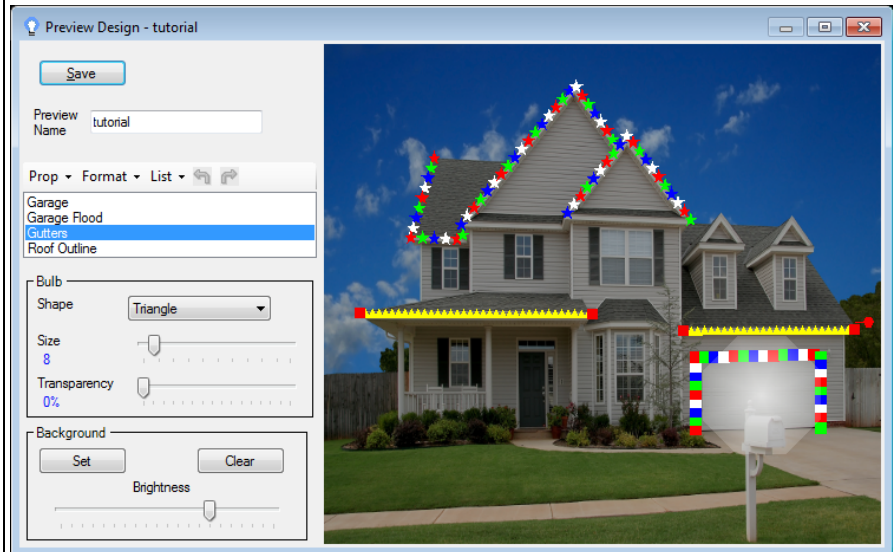 Preview Design - tutorial
Save
Preview
Name
tutorial
Prop
Format
List
Garage
Garage Flood
Gutters
Roof Outline
Bulb
Shape
Triangle
Size
8
Transparency
0%
Background
Set
Clear
Brightness